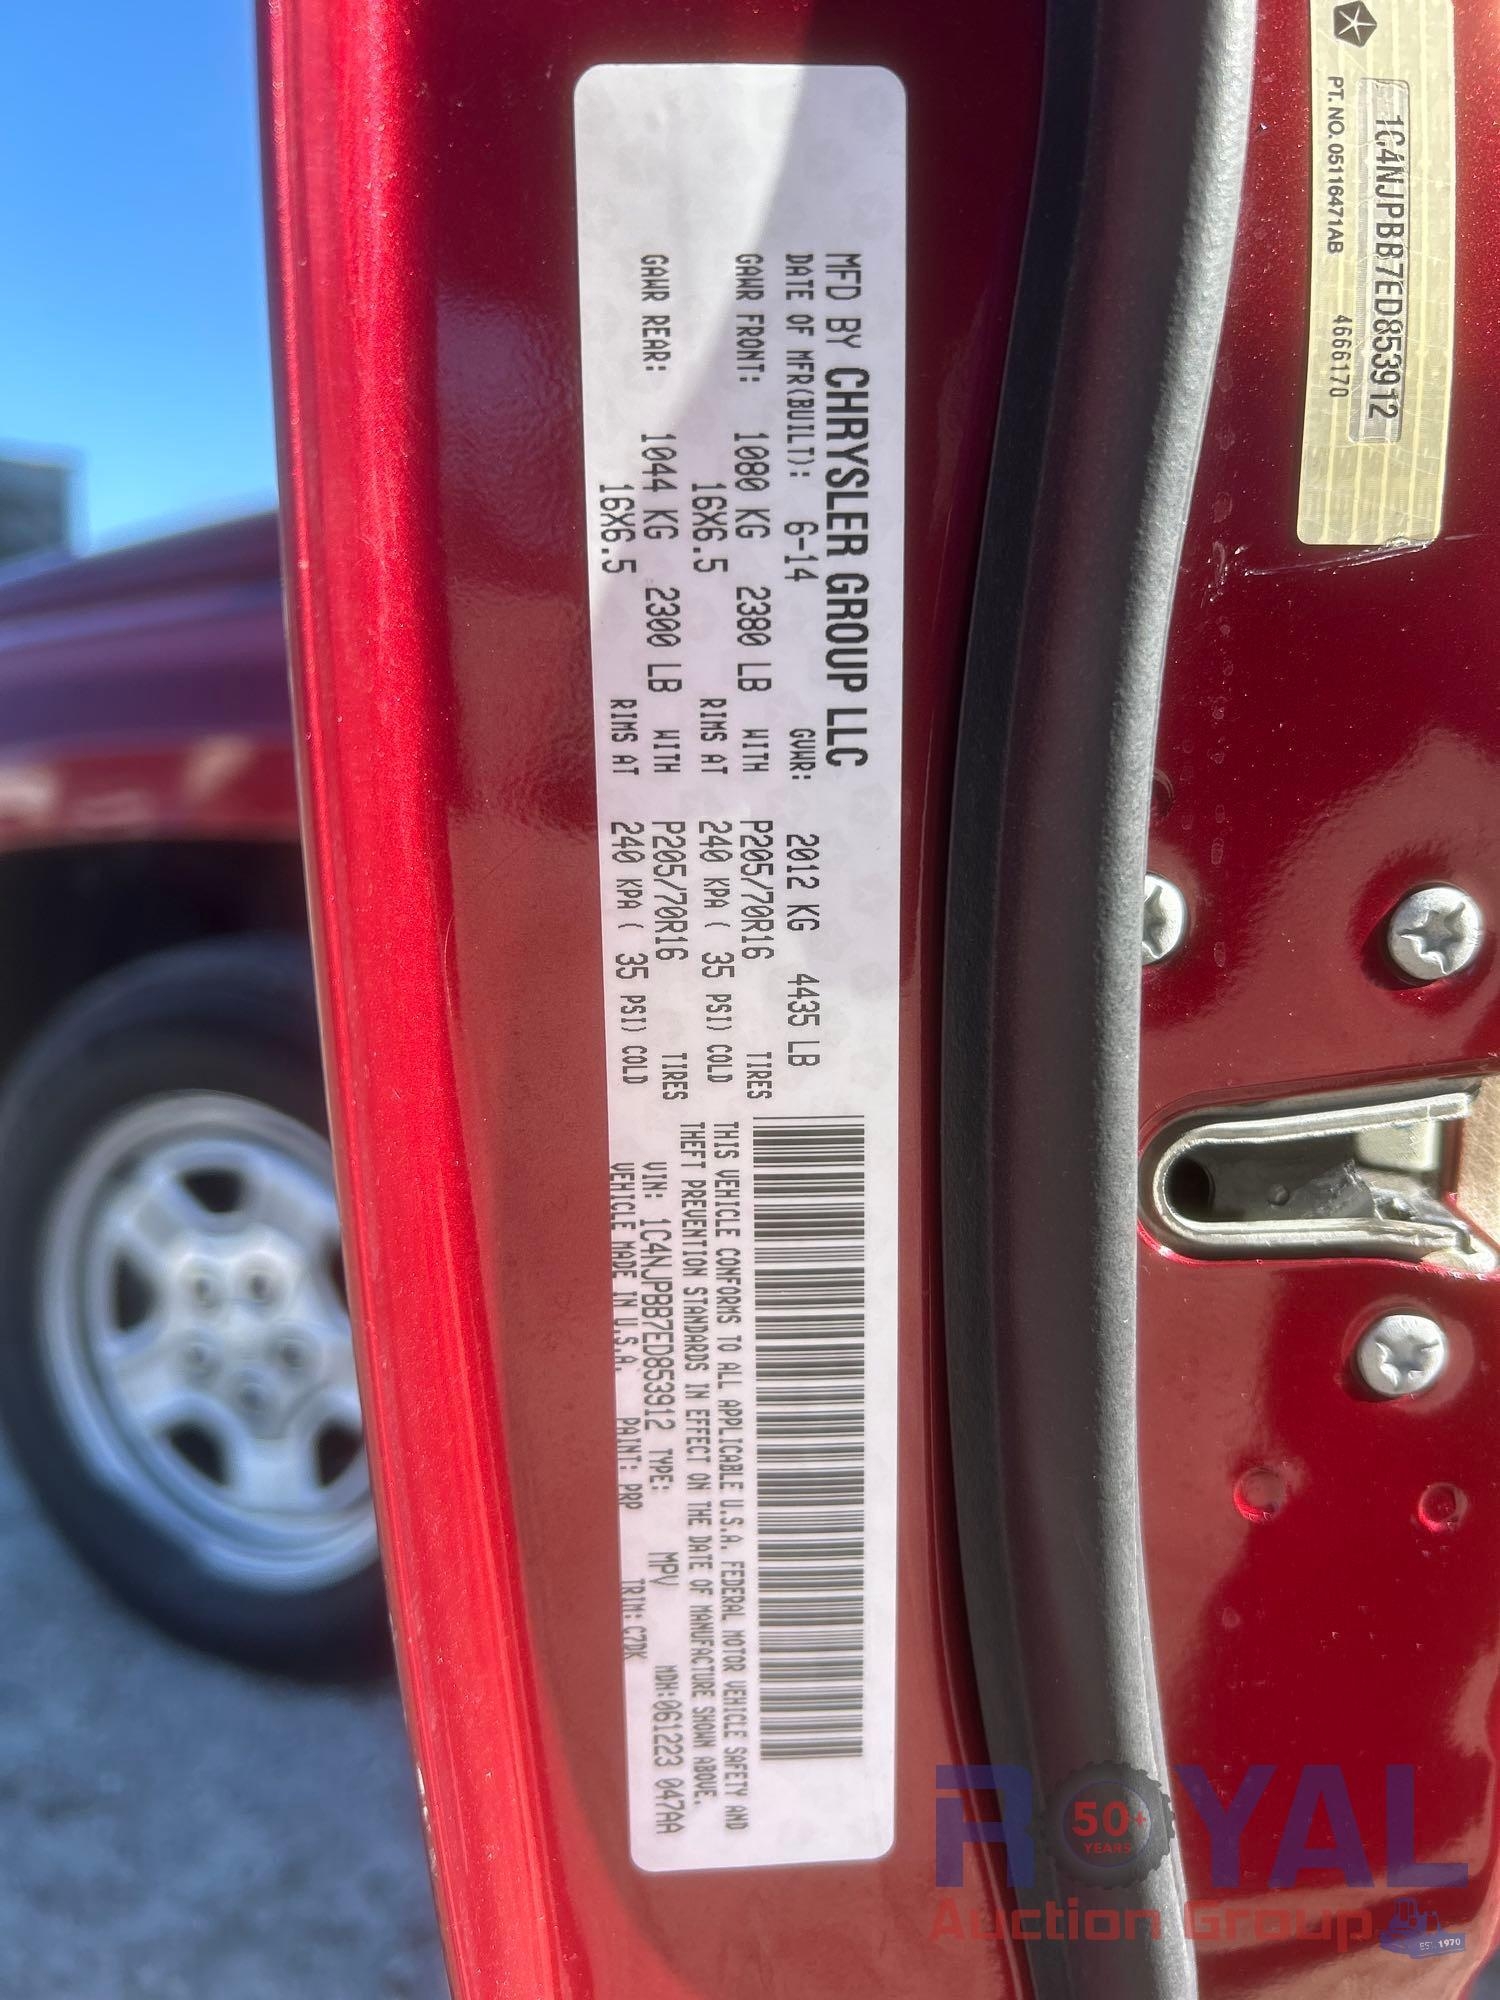 MFD BY CHRYSLER GROUP LLC
DATE OF MFR(BUILT): 6-14 GVWR: 2012 KG 4435 LB
GAWR FRONT: 1080 KG 2380 LB WITH P205/70R16 TIRES
16X6.5 RIMS AT 240 KPA ( 35 PSI) COLD
GAWR REAR: 1044 KG 2300 LB WITH P205/70R16 TIRES
16X6.5 RIMS AT 240 KPA ( 35 PSI) COLD
THIS VEHICLE CONFORMS TO ALL APPLICABLE U.S.A. FEDERAL MOTOR VEHICLE SAFETY AND
THEFT PREVENTION STANDARDS IN EFFECT ON THE DATE OF MANUFACTURE SHOWN ABOVE.
VIN: 1C4NJPBB7ED853912 TYPE: MPV MDH:061223 047AA
VEHICLE MADE IN U.S.A. PAINT: PRP TRIM: C7DK
1C4NJPBB7ED853912
PT. NO. 05116471AB 4666170
ROYAL
50+
YEARS
Auction Group
EST. 1970